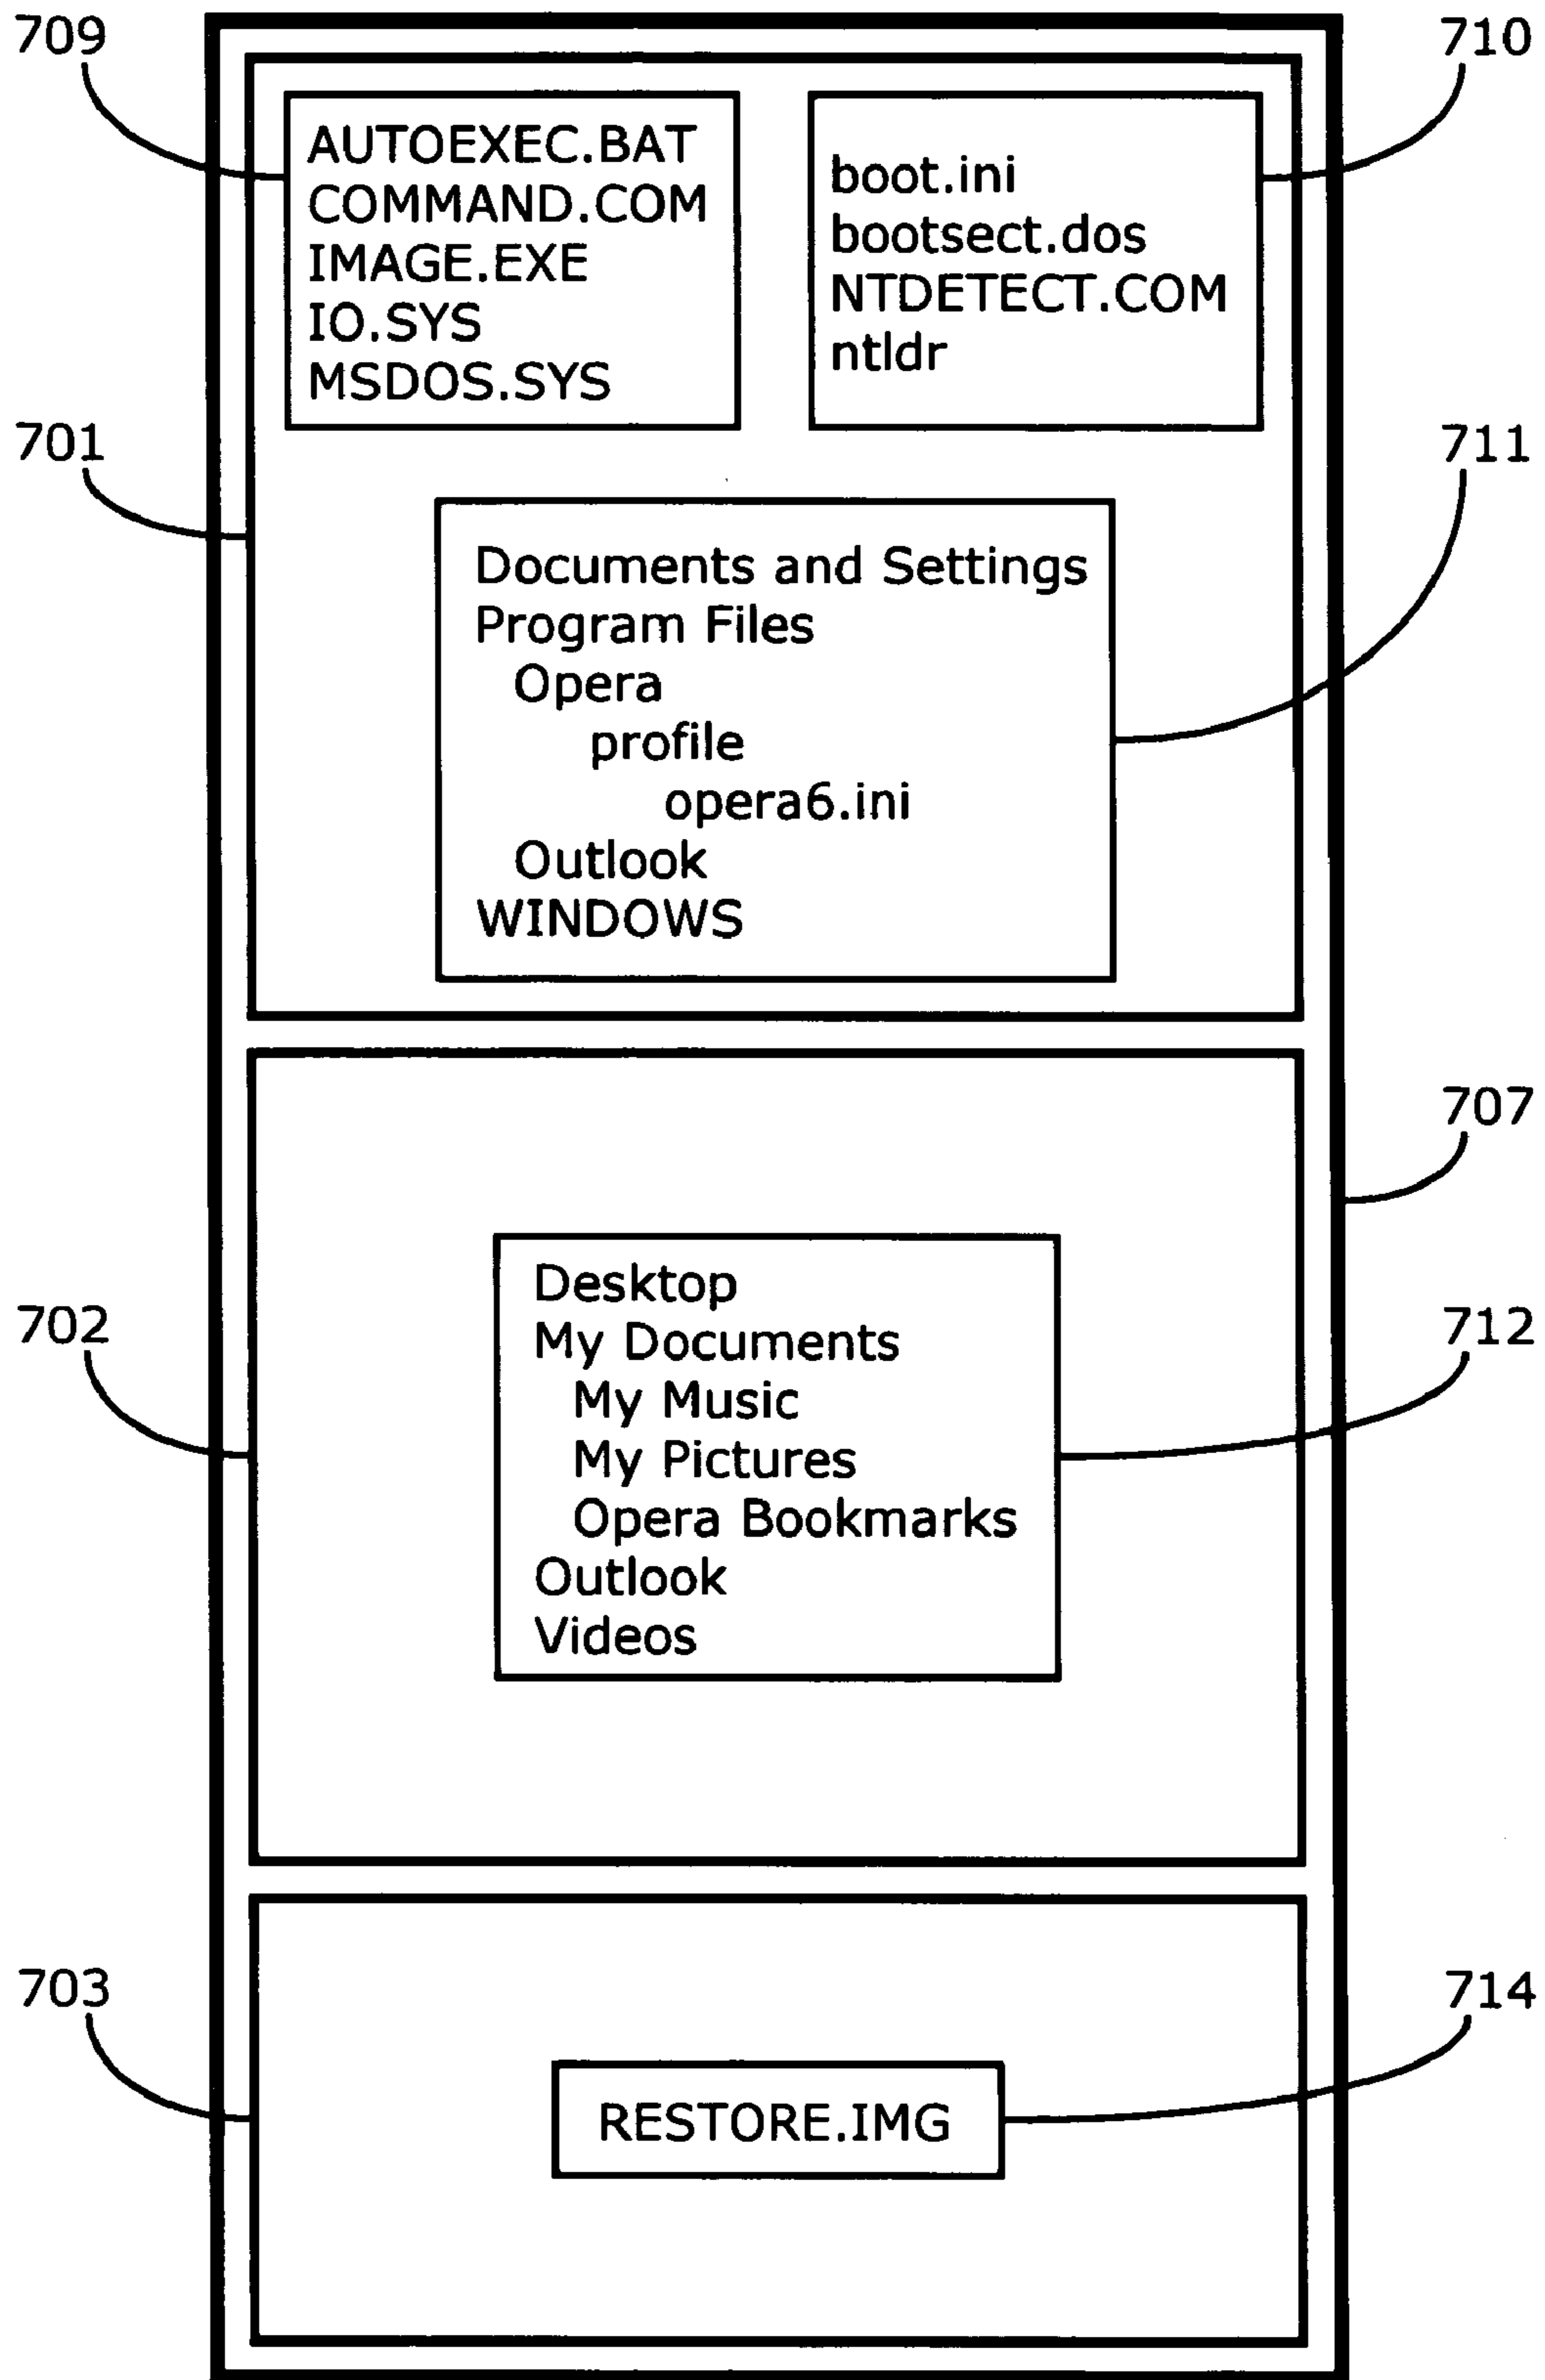 709
710
AUTOEXEC.BAT
COMMAND.COM
IMAGE.EXE
IO.SYS
MSDOS.SYS
boot.ini
bootsect.dos
NTDETECT.COM
ntldr
701
711
Documents and Settings
Program Files
Opera
profile
opera6.ini
Outlook
WINDOWS
707
702
712
Desktop
My Documents
My Music
My Pictures
Opera Bookmarks
Outlook
Videos
703
714
RESTORE.IMG